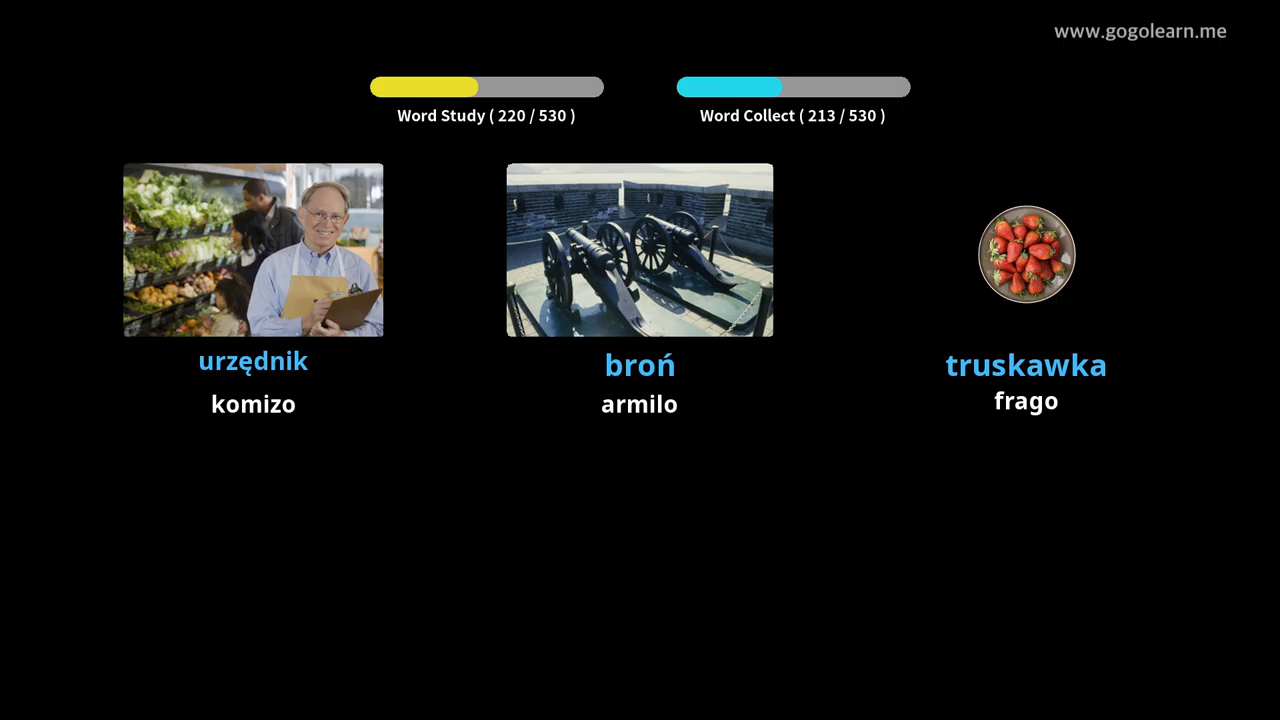 www.gogolearn.me
Word Study ( 220 / 530 )
Word Collect ( 213 / 530 )
urzędnik
broń
truskawka
komizo
armilo
frago